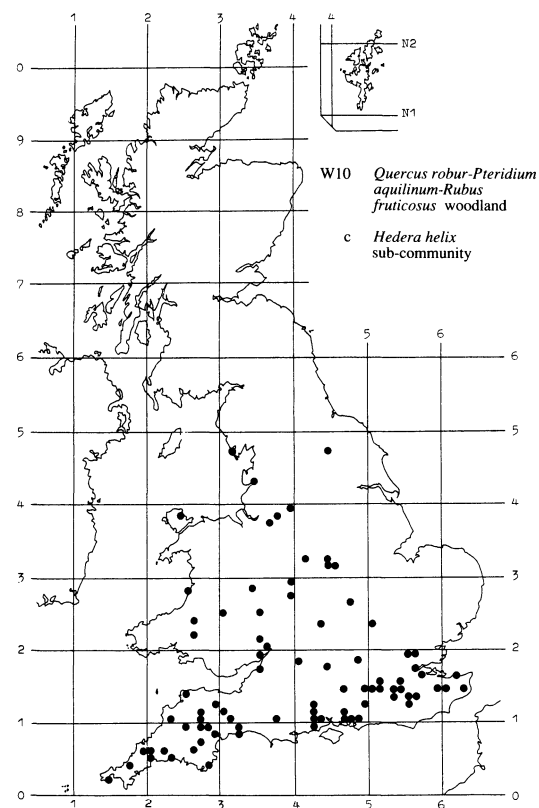 1 2 3 4 4
N2
0
N1
9
W10 Quercus robur-Pteridium
aquilinum-Rubus
8 fruticosus woodland
c Hedera helix
sub-community
7
5 6
6 6
5 5
4 4
3 3
2 2
1 1
0 0
1 2 3 4 5 6